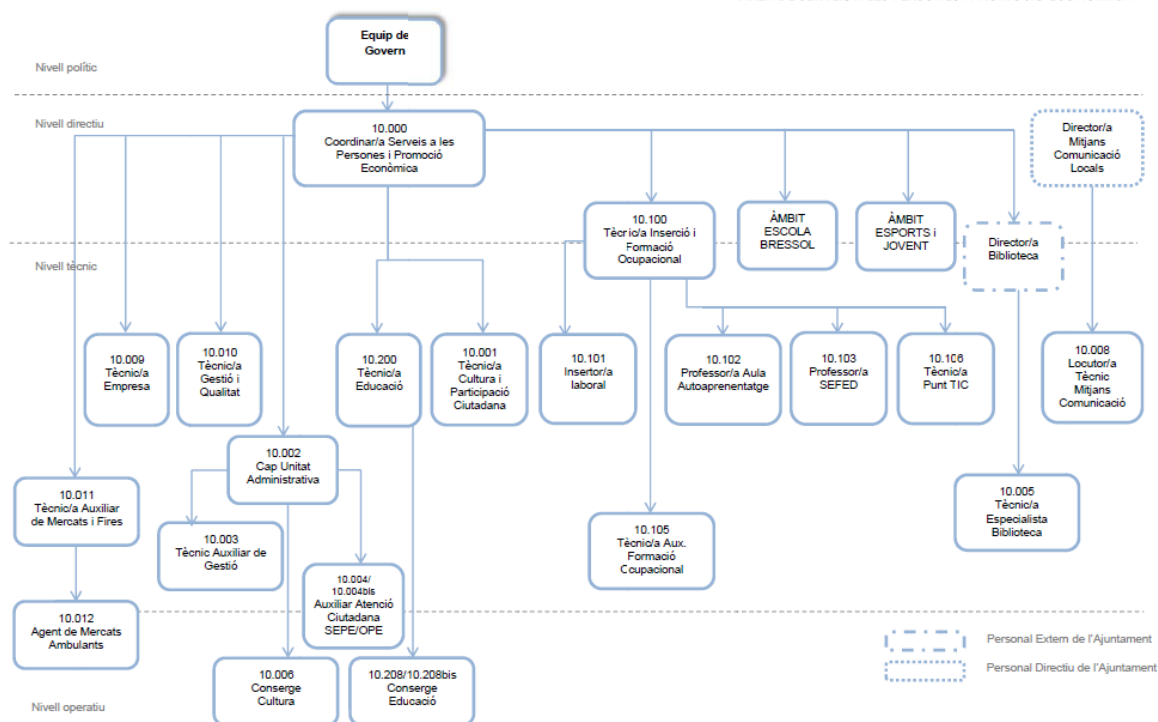 Equip de
Govern
Nivell polític
Nivell directiu
10.000
Coordinar/a Serveis a les
Persones i Promoció
Econòmica
Director/a
Mitjans
Comunicació
Locals
10.100
Tècnic/a Inserció i
Formació
Ocupacional
ÀMBIT
ESCOLA
BRESSOL
ÀMBIT
ESPORTS i
JOVENT
Director/a
Biblioteca
Nivell tècnic
10.009
Tècnic/a
Empresa
10.010
Tècnic/a
Gestió i
Qualitat
10.200
Tècnic/a
Educació
10.001
Tècnic/a
Cultura i
Participació
Ciutadana
10.101
Insertor/a
laboral
10.102
Professor/a Aula
Autoaprenentatge
10.103
Professor/a
SEFED
10.106
Tècnic/a
Punt TIC
10.008
Locutor/a
Tècnic
Mitjans
Comunicació
10.002
Cap Unitat
Administrativa
10.011
Tècnic/a Auxiliar
de Mercats i Fires
10.003
Tècnic Auxiliar de
Gestió
10.004/
10.004bis
Auxiliar Atenció
Ciutadana
SEPE/OPE
10.105
Tècnic/a Aux.
Formació
Ocupacional
10.005
Tècnic/a
Especialista
Biblioteca
10.012
Agent de Mercats
Ambulants
10.006
Conserge
Cultura
10.208/10.208bis
Conserge
Educació
Personal Extern de l'Ajuntament
Personal Directiu de l'Ajuntament
Nivell operatiu